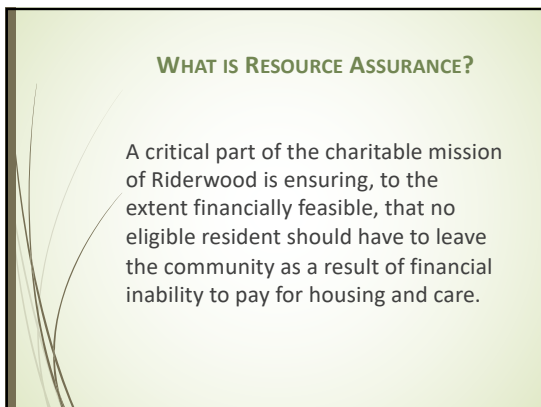 WHAT IS RESOURCE ASSURANCE?
A critical part of the charitable mission
of Riderwood is ensuring, to the
extent financially feasible, that no
eligible resident should have to leave
the community as a result of financial
inability to pay for housing and care.